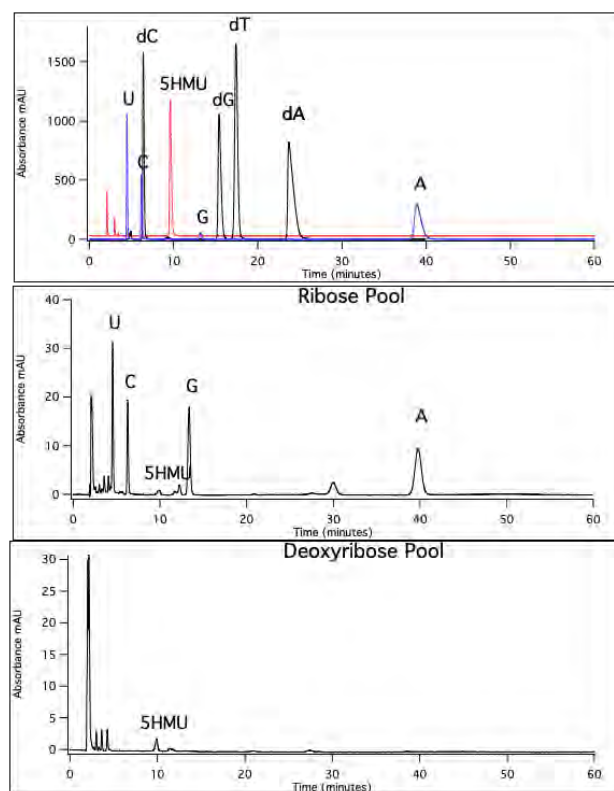 dT
dC
1500
5HMU
dG
1000
U
dA
Absorbance mAU
500
C
A
G
0
0 10 20 30 40 50 60
Time (minutes)
Ribose Pool
40
U
30
C
G
20
A
Absorbance mAU
10
5HMU
0
0 10 20 30 40 50 60
Time (minutes)
Deoxyribose Pool
30
25
20
15
Absorbance mAU
10
5
5HMU
0
0 10 20 30 40 50 60
Time (minutes)